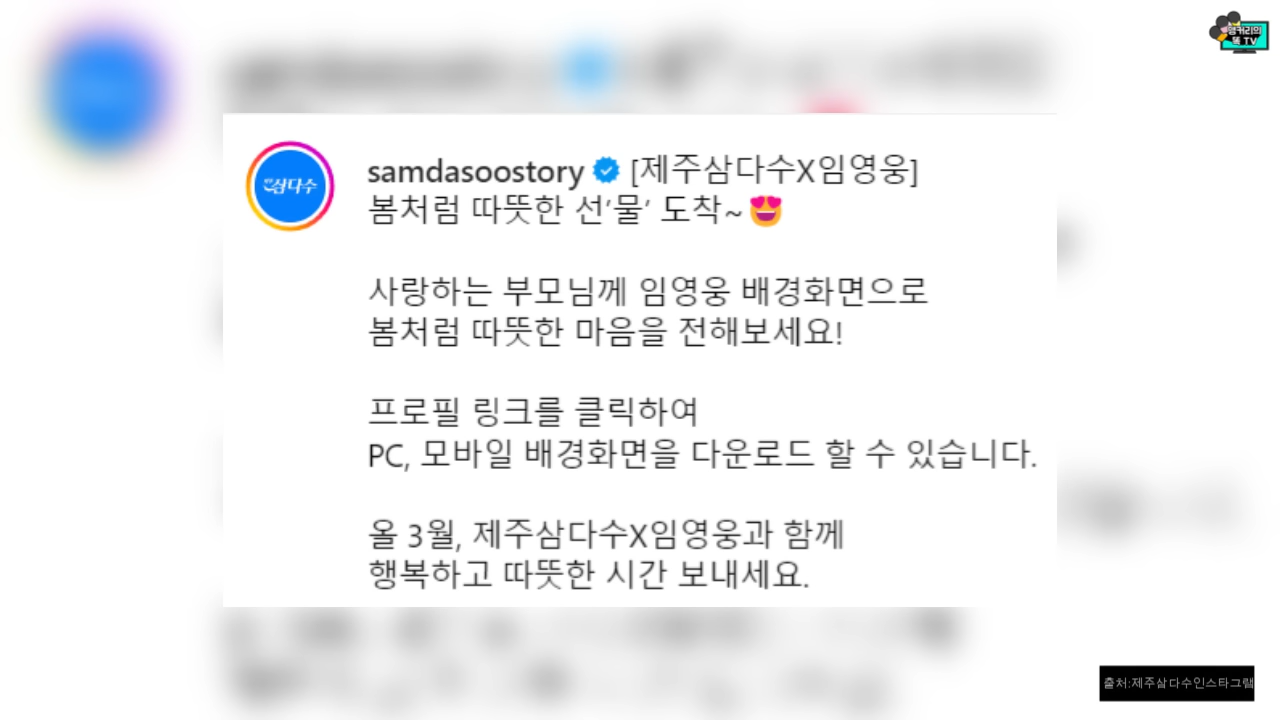 samdasoostory [제주삼다수X임영웅]
봄처럼 따뜻한 선'물' 도착~😍
사랑하는 부모님께 임영웅 배경화면으로
봄처럼 따뜻한 마음을 전해보세요!
프로필 링크를 클릭하여
PC, 모바일 배경화면을 다운로드 할 수 있습니다.
올 3월, 제주삼다수X임영웅과 함께
행복하고 따뜻한 시간 보내세요.
삼다수
TV
출처:제주삼다수인스타그램